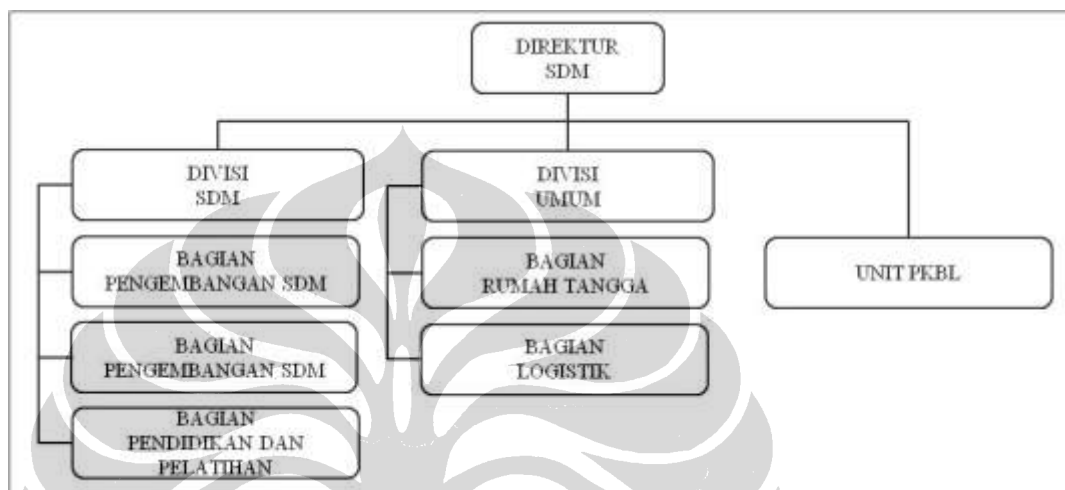 DIREKTUR
SDM
DIVISI
SDM
DIVISI
UMUM
BAGIAN
PENGEMBANGAN SDM
BAGIAN
RUMAH TANGGA
UNIT PKBL
BAGIAN
PENGEMBANGAN SDM
BAGIAN
LOGISTIK
BAGIAN
PENDIDIKAN DAN
PELATIHAN